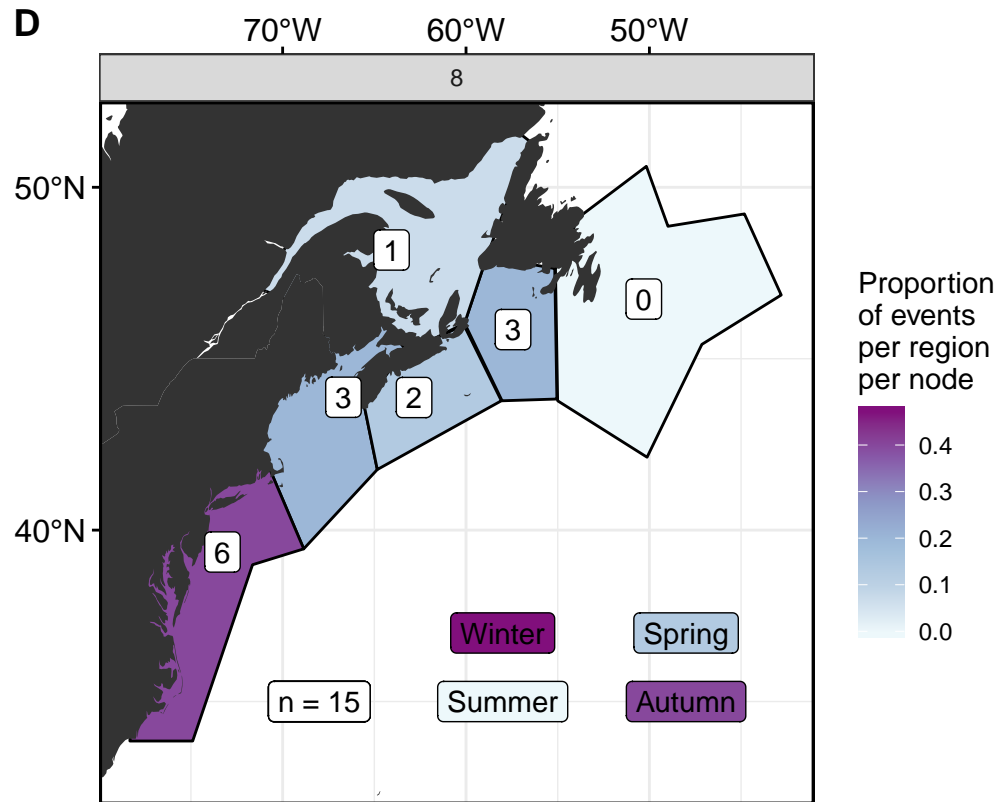 D
70°W 60°W 50°W
8
50°N
40°N
1
0
3
3
2
6
Winter Spring
n = 15 Summer Autumn
Proportion
of events
per region
per node
0.4
0.3
0.2
0.1
0.0